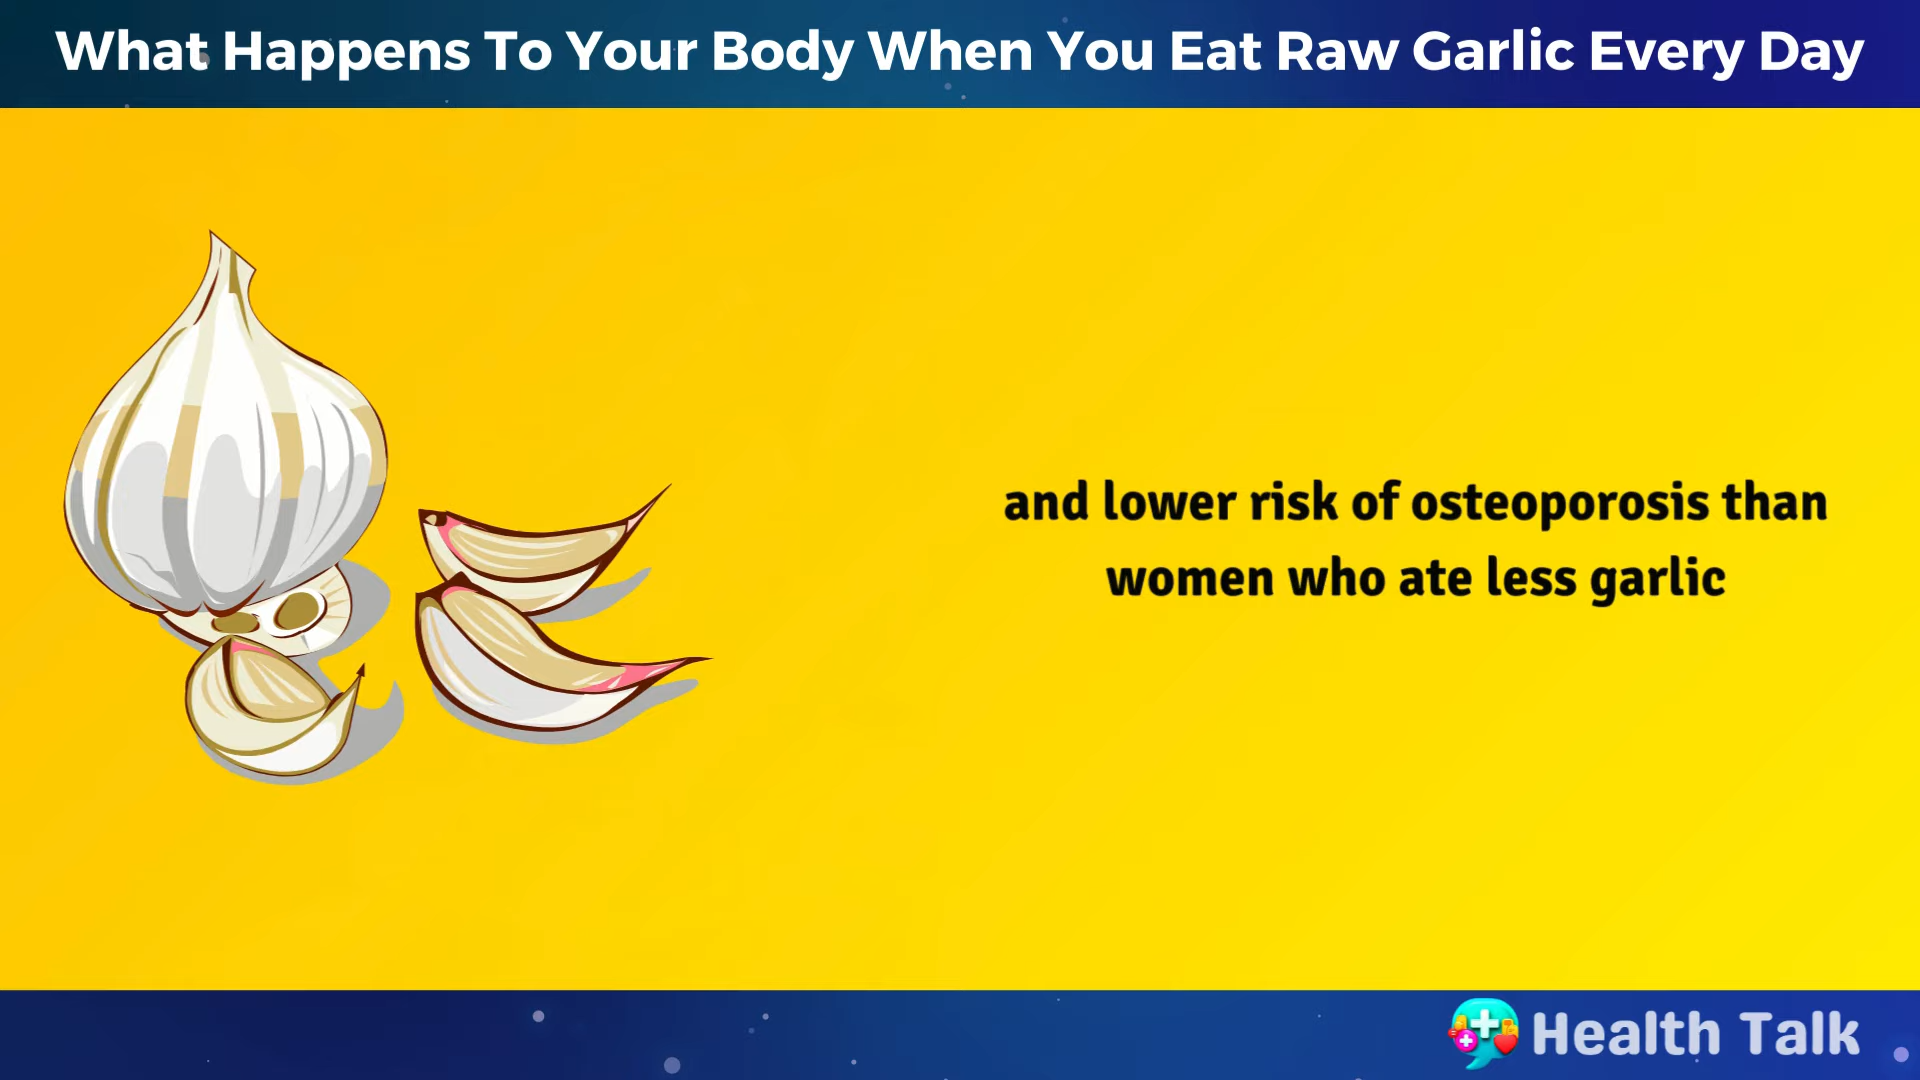 What Happens To Your Body When You Eat Raw Garlic Every Day
and lower risk of osteoporosis than
women who ate less garlic
Health Talk